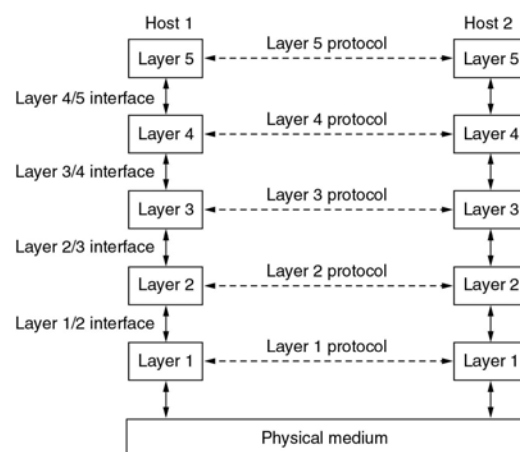 Host 1 Host 2
Layer 5 Layer 5 protocol Layer 5
Layer 4/5 interface
Layer 4 Layer 4 protocol Layer 4
Layer 3/4 interface
Layer 3 Layer 3 protocol Layer 3
Layer 2/3 interface
Layer 2 Layer 2 protocol Layer 2
Layer 1/2 interface
Layer 1 Layer 1 protocol Layer 1
Physical medium